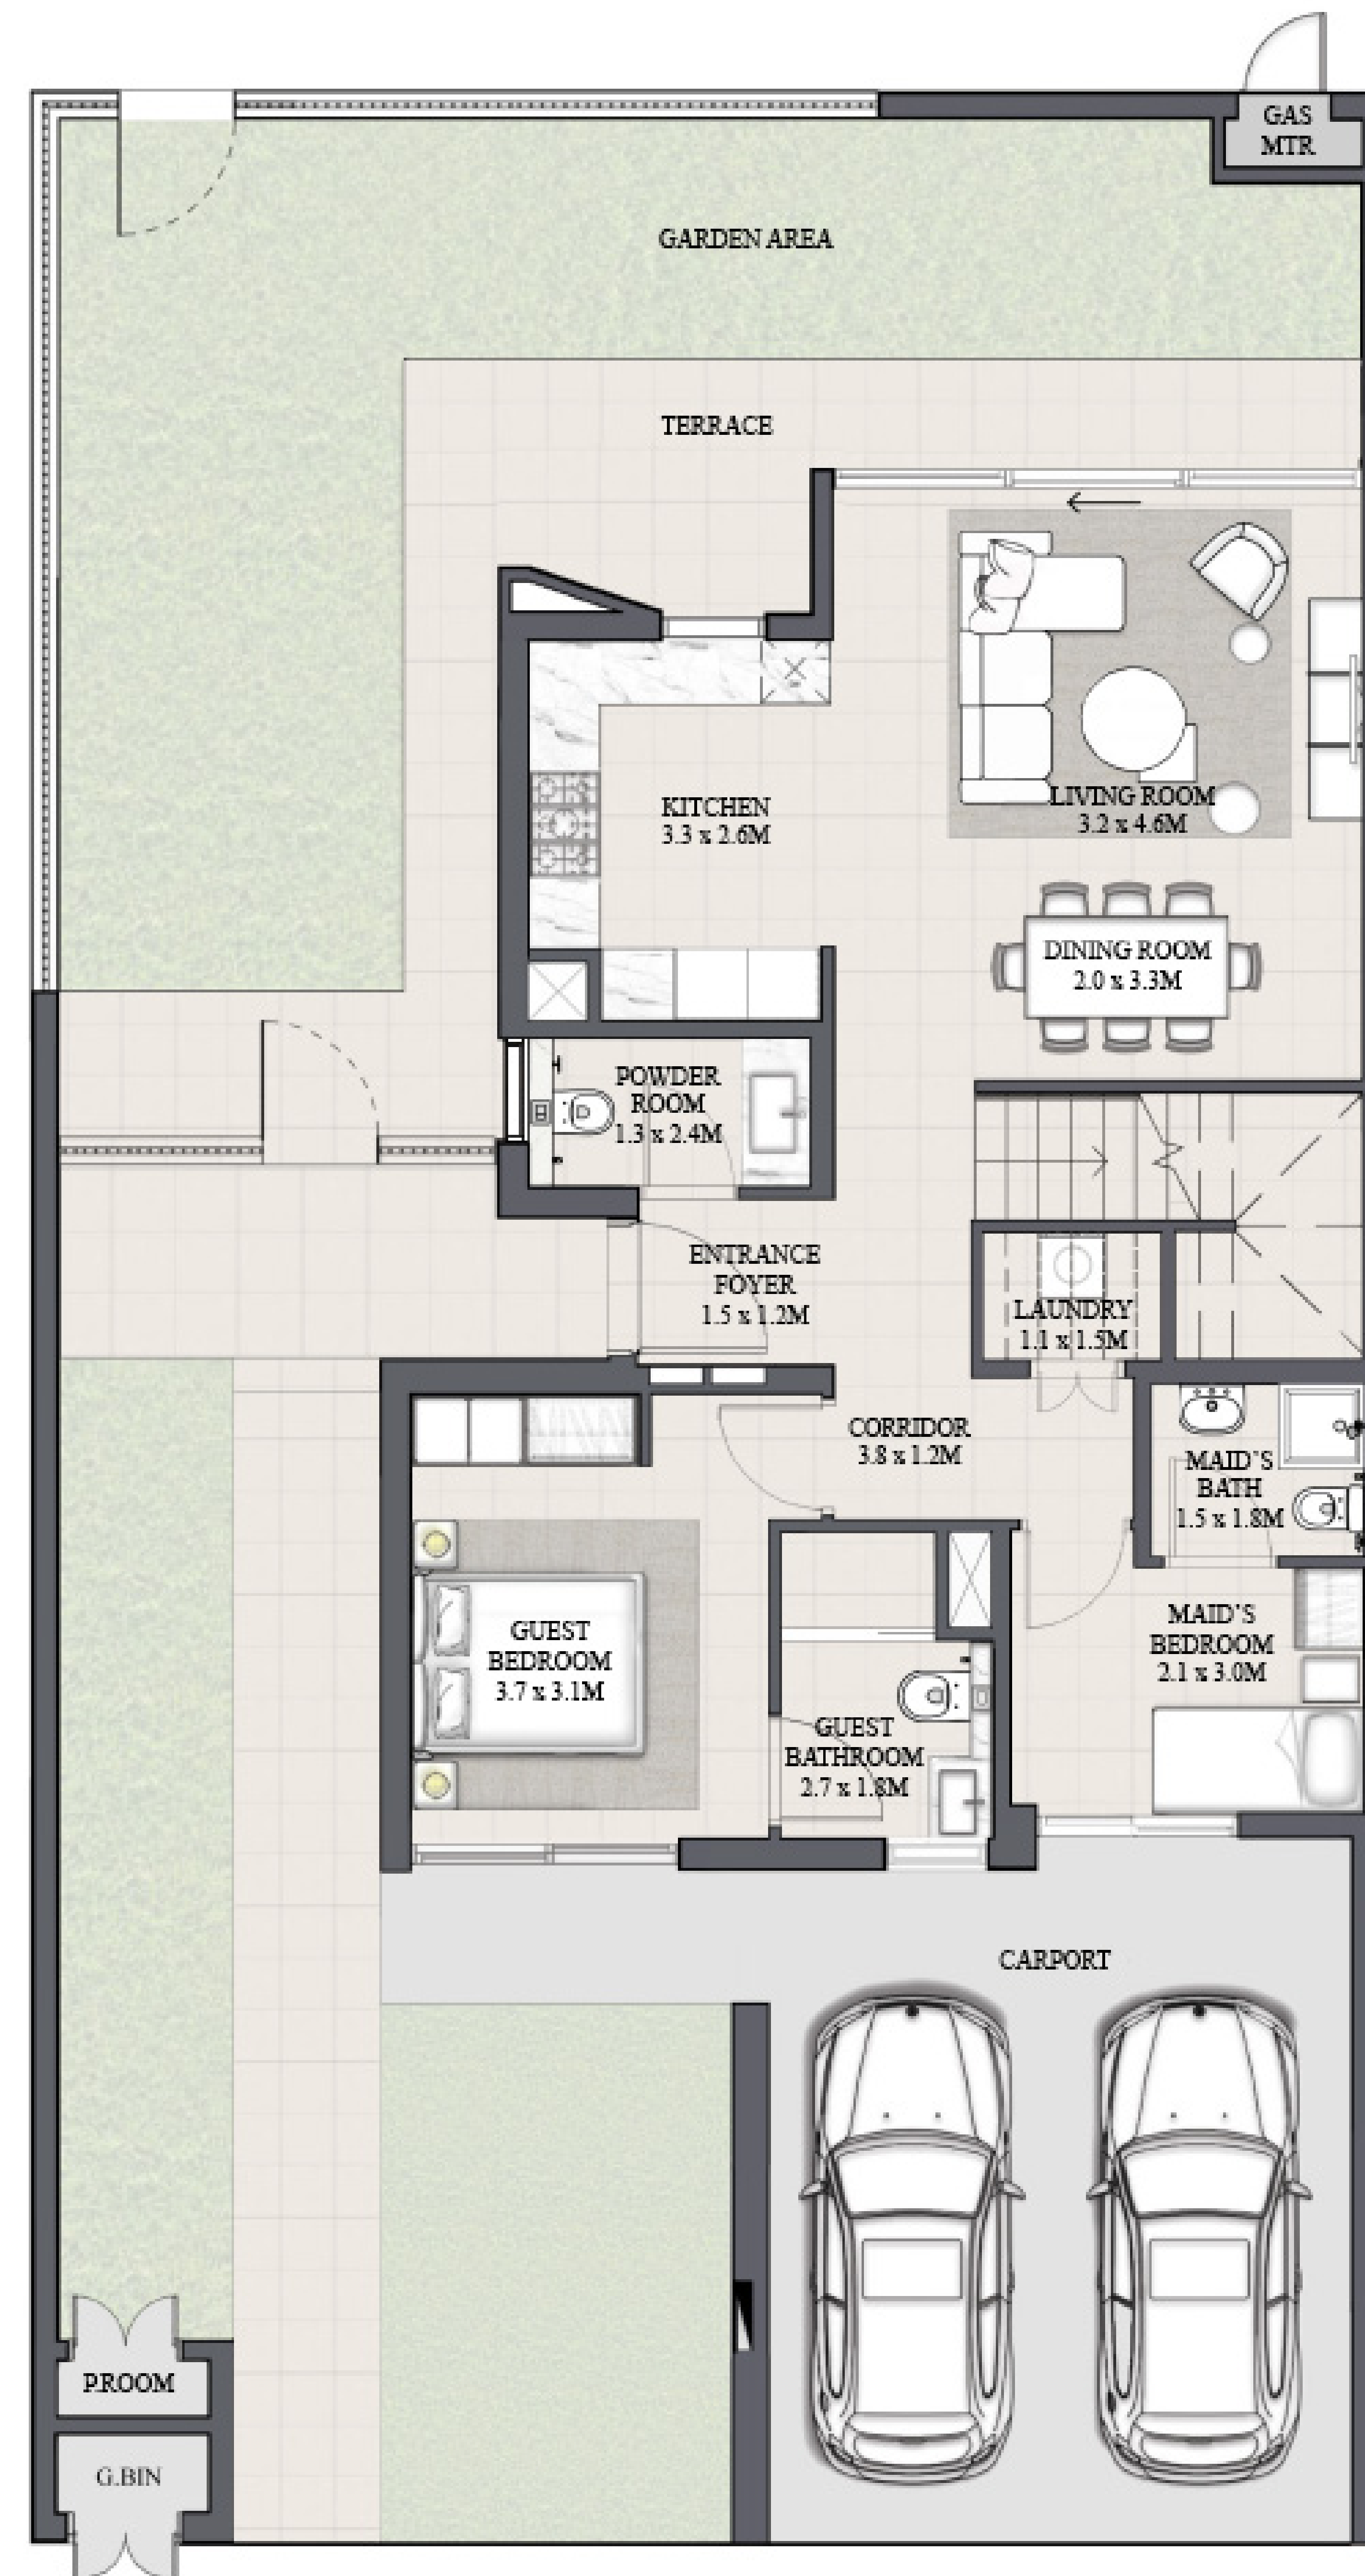 GAS
MTR
GARDEN AREA
TERRACE
KITCHEN
3.3 x 2.6M
LIVING ROOM
3.2 x 4.6M
DINING ROOM
2.0 x 3.3M
POWDER
ROOM
1.3 x 2.4M
ENTRANCE
FOYER
1.5 x 1.2M
LAUNDRY
1.1 x 1.5M
CORRIDOR
3.8 x 1.2M
MAID'S
BATH
1.5 x 1.8M
GUEST
BEDROOM
3.7 x 3.1M
MAID'S
BEDROOM
2.1 x 3.0M
GUEST
BATHROOM
2.7 x 1.8M
CARPORT
P.ROOM
G.BIN